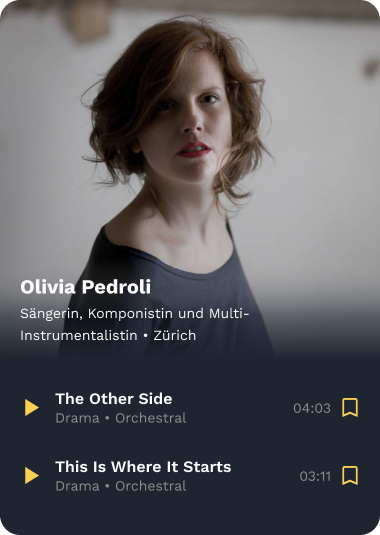 Olivia Pedroli
Sängerin, Komponistin und Multi-
Instrumentalistin • Zürich
The Other Side
Drama • Orchestral
04:03
This Is Where It Starts
Drama • Orchestral
03:11